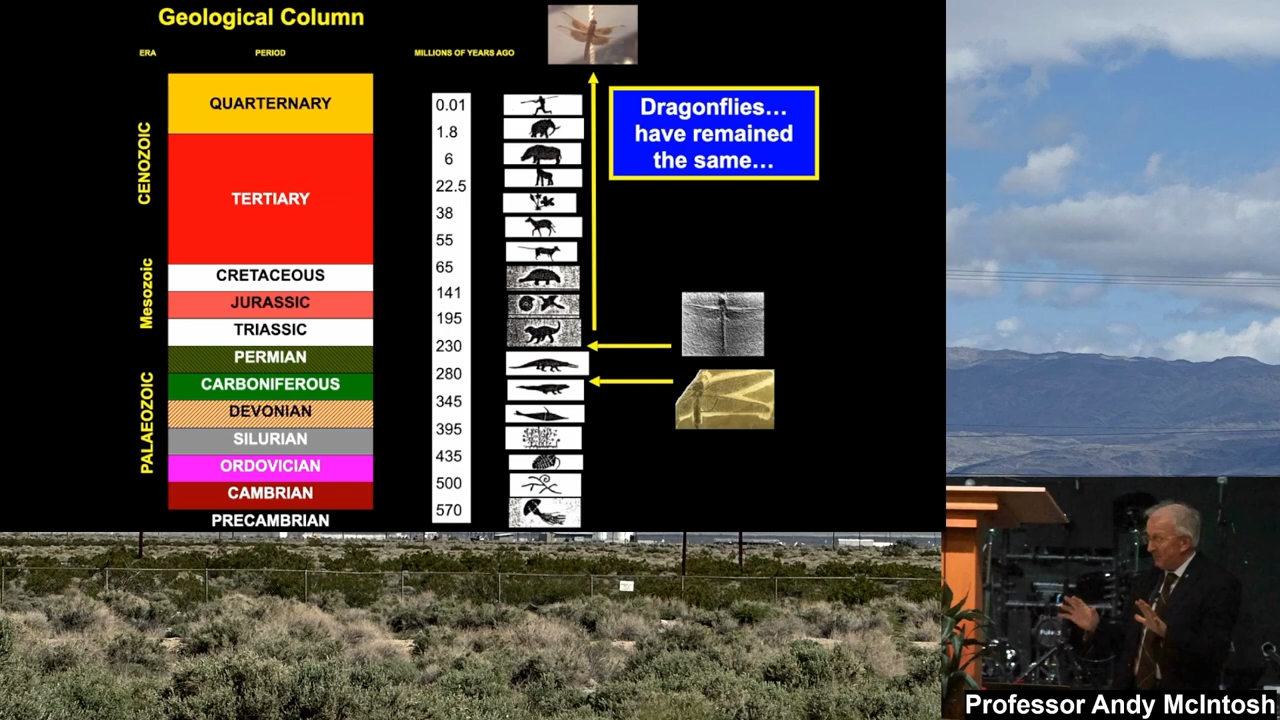 Geological Column
ERA PERIOD MILLIONS OF YEARS AGO
CENOZOIC
Mesozoic
PALAEOZOIC
QUARTERNARY
TERTIARY
CRETACEOUS
JURASSIC
TRIASSIC
PERMIAN
CARBONIFEROUS
DEVONIAN
SILURIAN
ORDOVICIAN
CAMBRIAN
PRECAMBRIAN
0.01
1.8
6
22.5
38
55
65
141
195
230
280
345
395
435
500
570
Dragonflies...
have remained
the same...
Professor Andy McIntosh